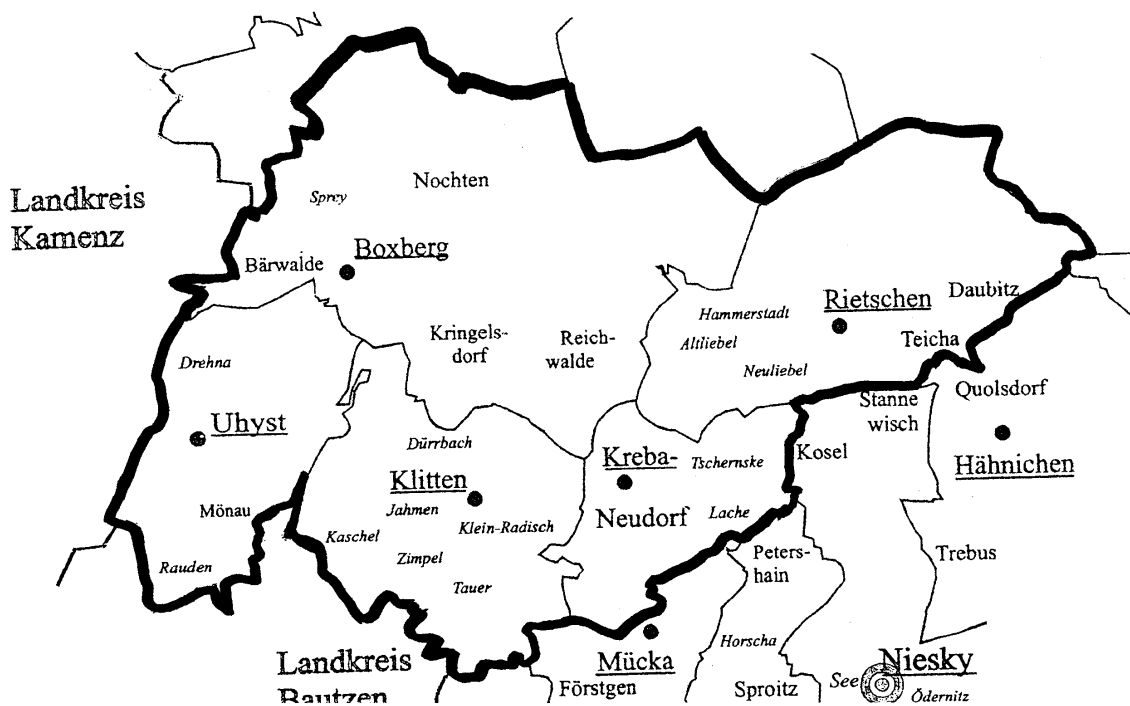 Landkreis
Kamenz
Sprey
Nochten
Bärwalde
Boxberg
Kringels-
dorf
Reich-
walde
Hammerstadt
Altliebel
Neuliebel
Rietschen
Daubitz
Teicha
Drehna
Uhyst
Mönau
Rauden
Dürrbach
Klitten
Jahmen
Kaschel
Klein-Radisch
Zimpel
Tauer
Kreba-
Neudorf
Tschernske
Lache
Kosel
Stanne
wisch
Quolsdorf
Hähnichen
Trebus
Peters-
hain
Horscha
Mücka
Förstgen
Sproitz
See
Niesky
Ödernitz
Landkreis
Bautzen